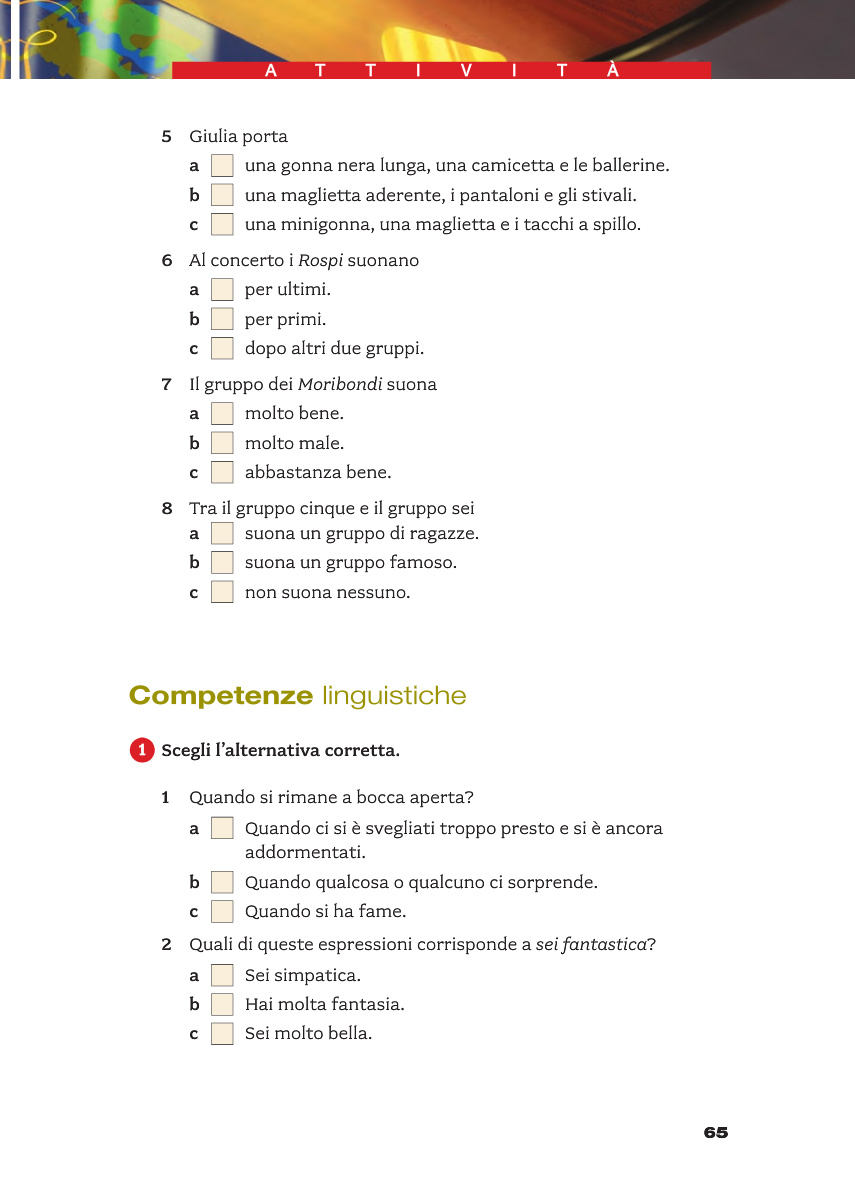 ATTIVITÀ
5 Giulia porta
a una gonna nera lunga, una camicetta e le ballerine.
b una maglietta aderente, i pantaloni e gli stivali.
c una minigonna, una maglietta e i tacchi a spillo.
6 Al concerto i Rospi suonano
a per ultimi.
b per primi.
c dopo altri due gruppi.
7 Il gruppo dei Moribondi suona
a molto bene.
b molto male.
c abbastanza bene.
8 Tra il gruppo cinque e il gruppo sei
a suona un gruppo di ragazze.
b suona un gruppo famoso.
c non suona nessuno.
Competenze linguistiche
1 Scegli l'alternativa corretta.
1 Quando si rimane a bocca aperta?
a Quando ci si è svegliati troppo presto e si è ancora
addormentati.
b Quando qualcosa o qualcuno ci sorprende.
c Quando si ha fame.
2 Quali di queste espressioni corrisponde a sei fantastica?
a Sei simpatica.
b Hai molta fantasia.
c Sei molto bella.
65